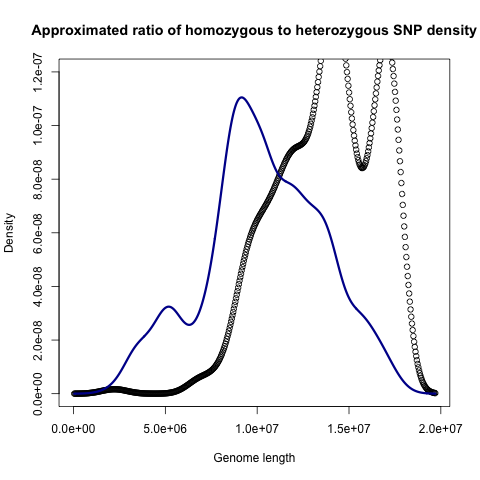 Approximated ratio of homozygous to heterozygous SNP density
Density
1.2e-07
1.0e-07
8.0e-08
6.0e-08
4.0e-08
2.0e-08
0.0e+00
0.0e+00 5.0e+06 1.0e+07 1.5e+07 2.0e+07
Genome length